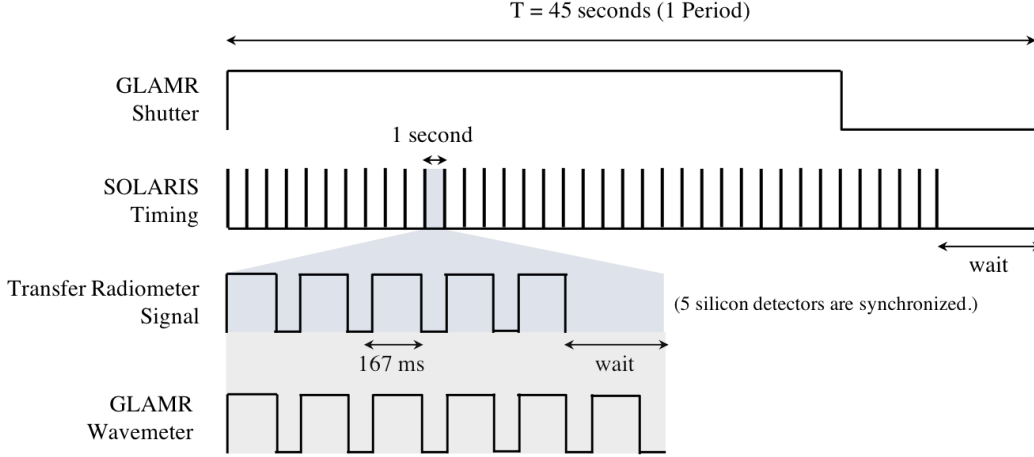 T = 45 seconds (1 Period)
GLAMR
Shutter
1 second
SOLARIS
Timing
wait
Transfer Radiometer
Signal
(5 silicon detectors are synchronized.)
167 ms
wait
GLAMR
Wavemeter